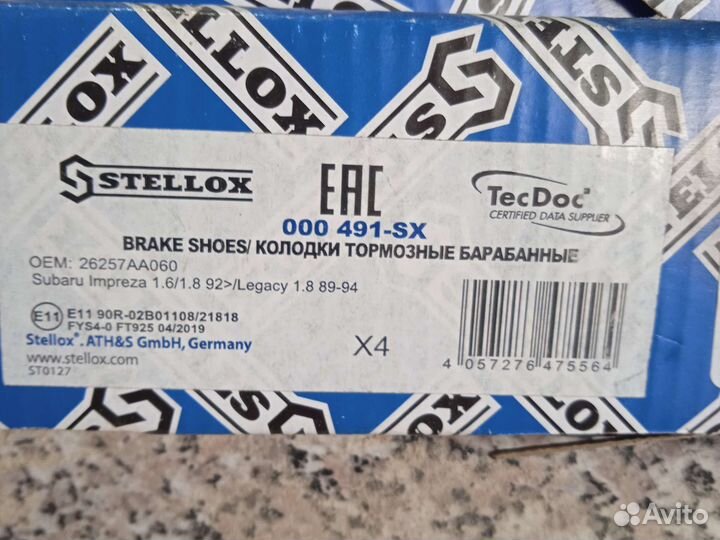 STELLOX
STELLOX
STELLOX
EAC
TecDoc
CERTIFIED DATA SUPPLIER
000 491-SX
BRAKE SHOES/ КОЛОДКИ ТОРМОЗНЫЕ БАРАБАННЫЕ
OEM: 26257AA060
Subaru Impreza 1.6/1.8 92>/Legacy 1.8 89-94
E11 E11 90R-02B01108/21818
FYS4-0 FT925 04/2019
Stellox®. ATH&S GmbH, Germany
www.stellox.com
ST0127
X4
4 057276 475564
Avito